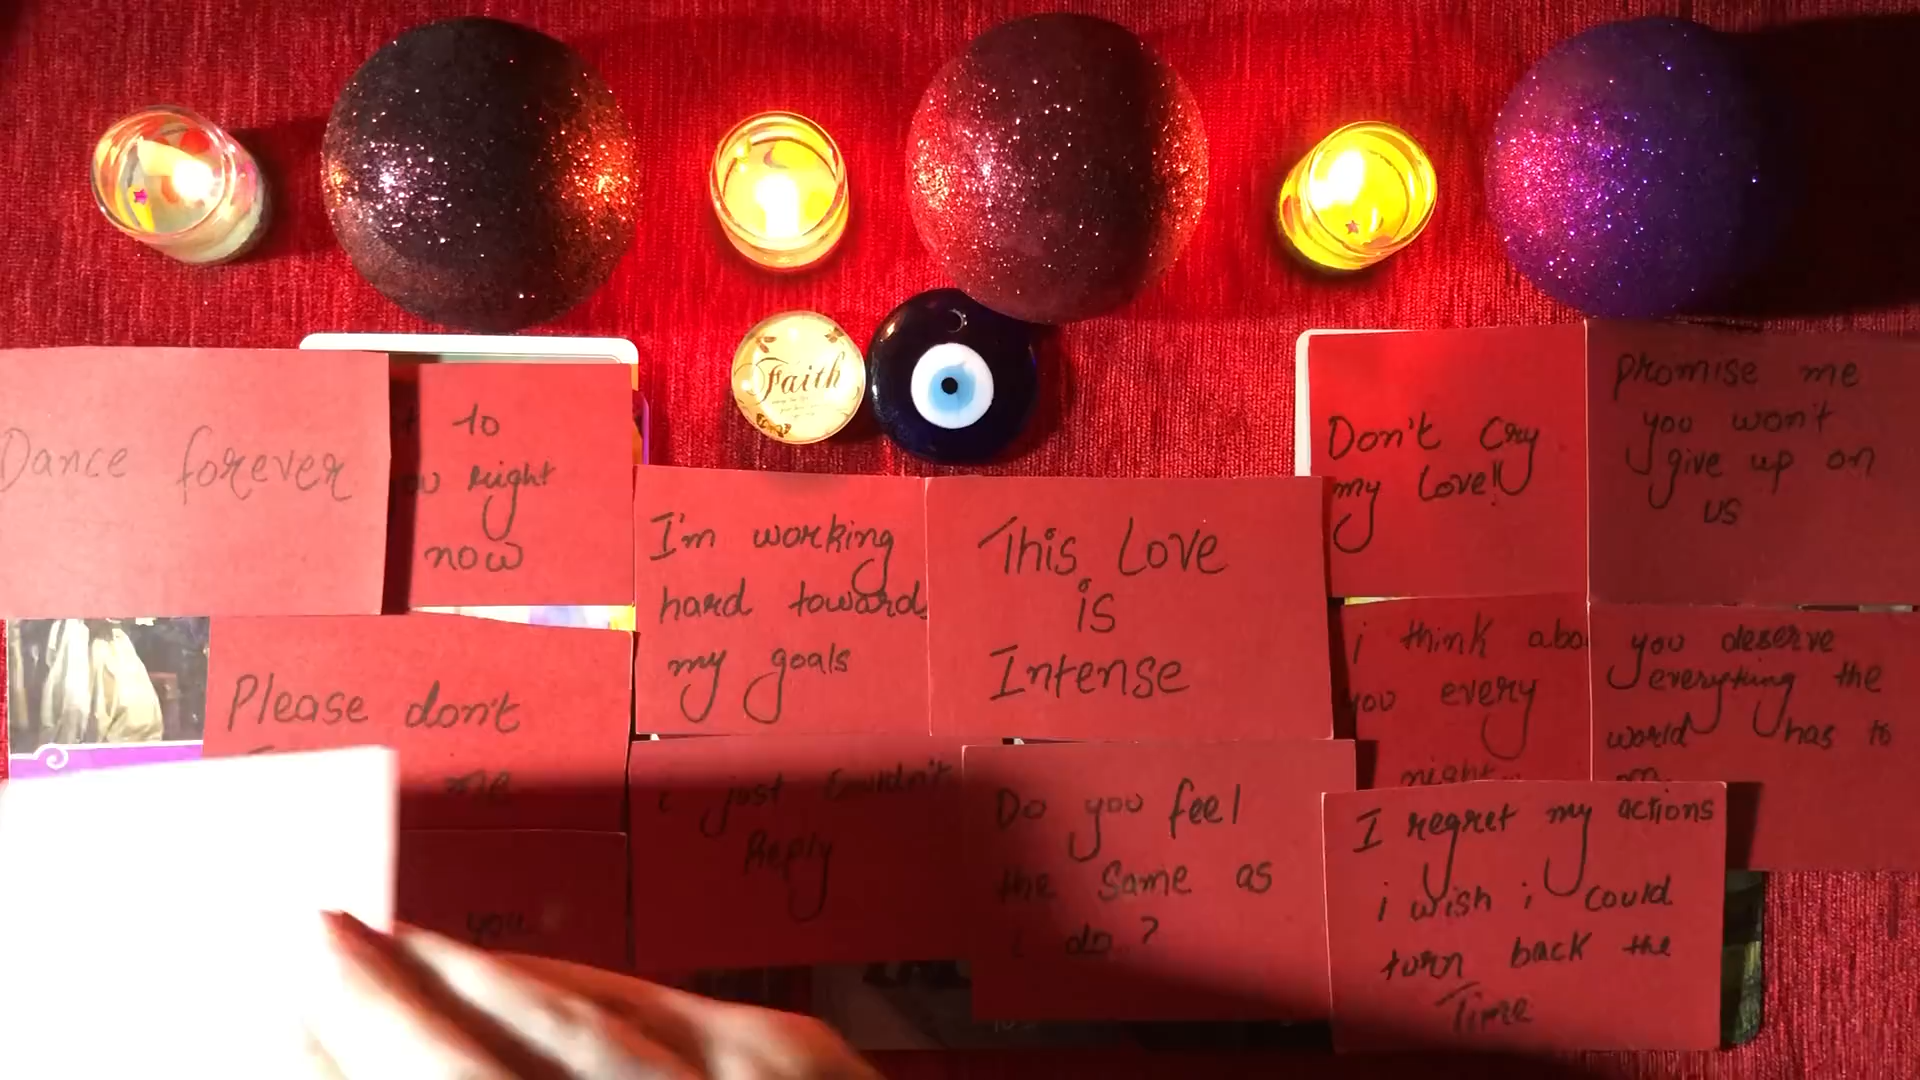 Faith
Dance forever
to
right
now
I'm working
hard towards
my goals
This Love
is
Intense
Don't Cry
my Love!!
promise me
you won't
give up on
us
Please don't
me
i think
you every
night..
you deserve
everything the
world has to
i just couldn't
Reply
Do you feel
the same as
i do..?
I regret my actions
i wish i could
turn back the
Time
you